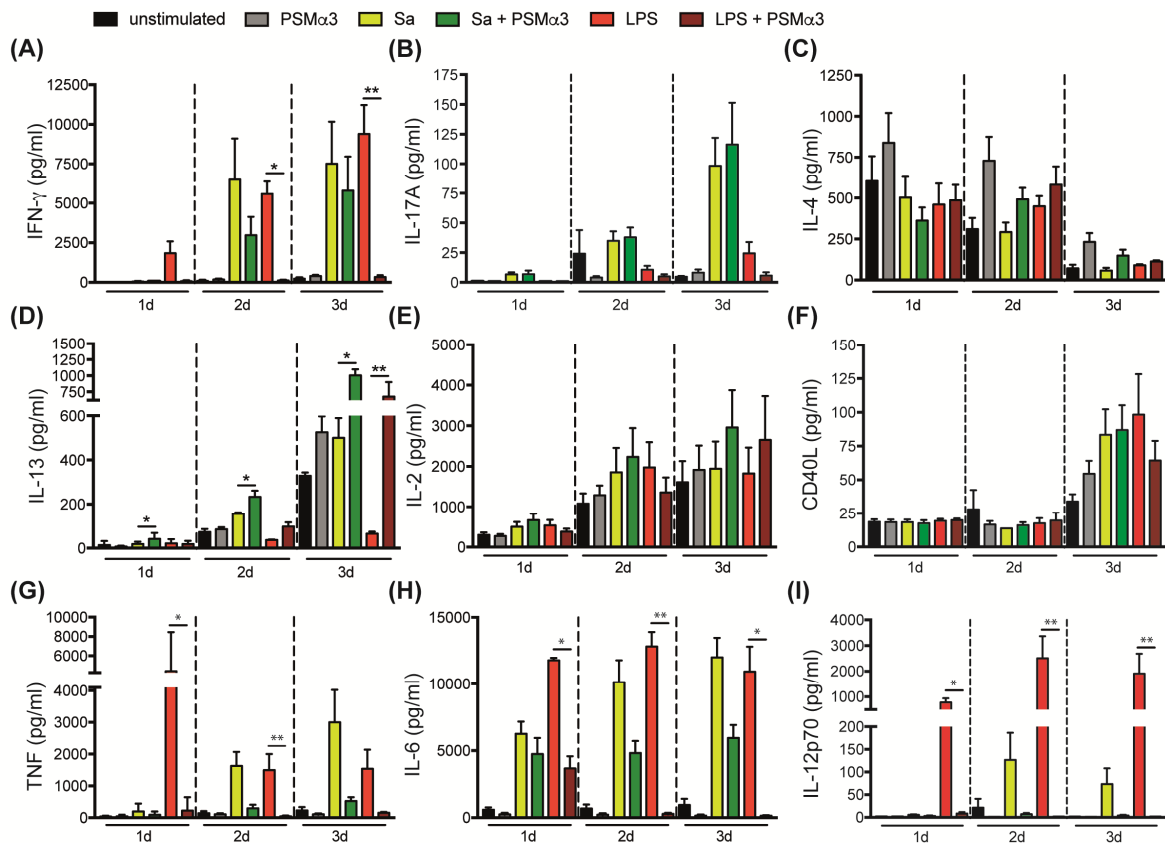 unstimulated PSMα3 Sa Sa + PSMα3 LPS LPS + PSMα3
(A)
IFN-γ (pg/ml)
12500
10000
7500
5000
2500
0
* **
1d 2d 3d
(B)
IL-17A (pg/ml)
175
150
125
100
75
50
25
0
1d 2d 3d
(C)
IL-4 (pg/ml)
1250
1000
750
500
250
0
1d 2d 3d
(D)
IL-13 (pg/ml)
1500
1250
1000
750
600
400
200
0
* * * **
1d 2d 3d
(E)
IL-2 (pg/ml)
5000
4000
3000
2000
1000
0
1d 2d 3d
(F)
CD40L (pg/ml)
150
125
100
75
50
25
0
1d 2d 3d
(G)
TNF (pg/ml)
10000
8000
6000
4000
4000
3000
2000
1000
0
* **
1d 2d 3d
(H)
IL-6 (pg/ml)
15000
10000
5000
0
* ** *
1d 2d 3d
(I)
IL-12p70 (pg/ml)
4000
3000
2000
1000
200
150
100
50
0
* ** **
1d 2d 3d